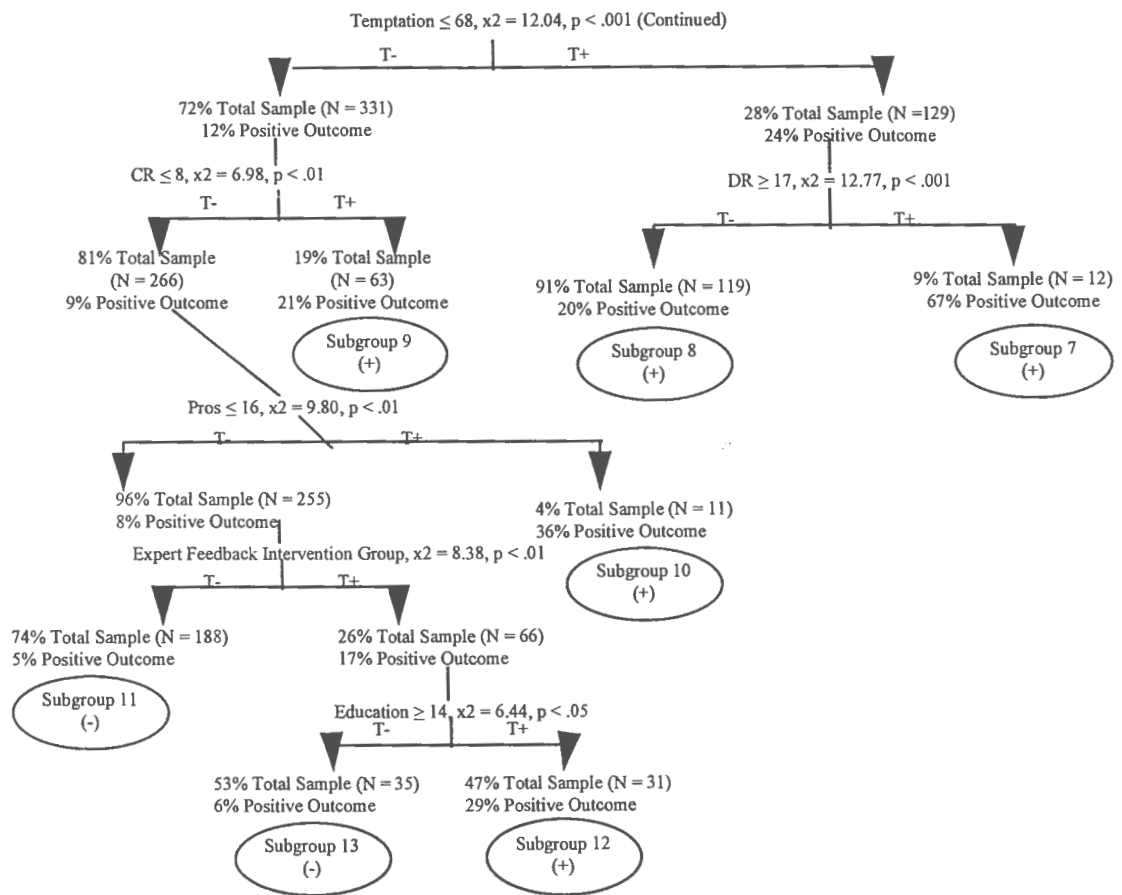 Temptation ≤ 68, x2 = 12.04, p < .001 (Continued)
T-
T+
72% Total Sample (N = 331)
12% Positive Outcome
28% Total Sample (N =129)
24% Positive Outcome
CR ≤ 8, x2 = 6.98, p < .01
DR ≥ 17, x2 = 12.77, p < .001
T-
T+
T-
T+
81% Total Sample
(N = 266)
9% Positive Outcome
19% Total Sample
(N = 63)
21% Positive Outcome
91% Total Sample (N = 119)
20% Positive Outcome
9% Total Sample (N = 12)
67% Positive Outcome
Subgroup 9
(+)
Subgroup 8
(+)
Subgroup 7
(+)
Pros ≤ 16, x2 = 9.80, p < .01
T-
T+
96% Total Sample (N = 255)
8% Positive Outcome
4% Total Sample (N = 11)
36% Positive Outcome
Expert Feedback Intervention Group, x2 = 8.38, p < .01
Subgroup 10
(+)
T-
T+
74% Total Sample (N = 188)
5% Positive Outcome
26% Total Sample (N = 66)
17% Positive Outcome
Subgroup 11
(-)
Education ≥ 14, x2 = 6.44, p < .05
T-
T+
53% Total Sample (N = 35)
6% Positive Outcome
47% Total Sample (N = 31)
29% Positive Outcome
Subgroup 13
(-)
Subgroup 12
(+)